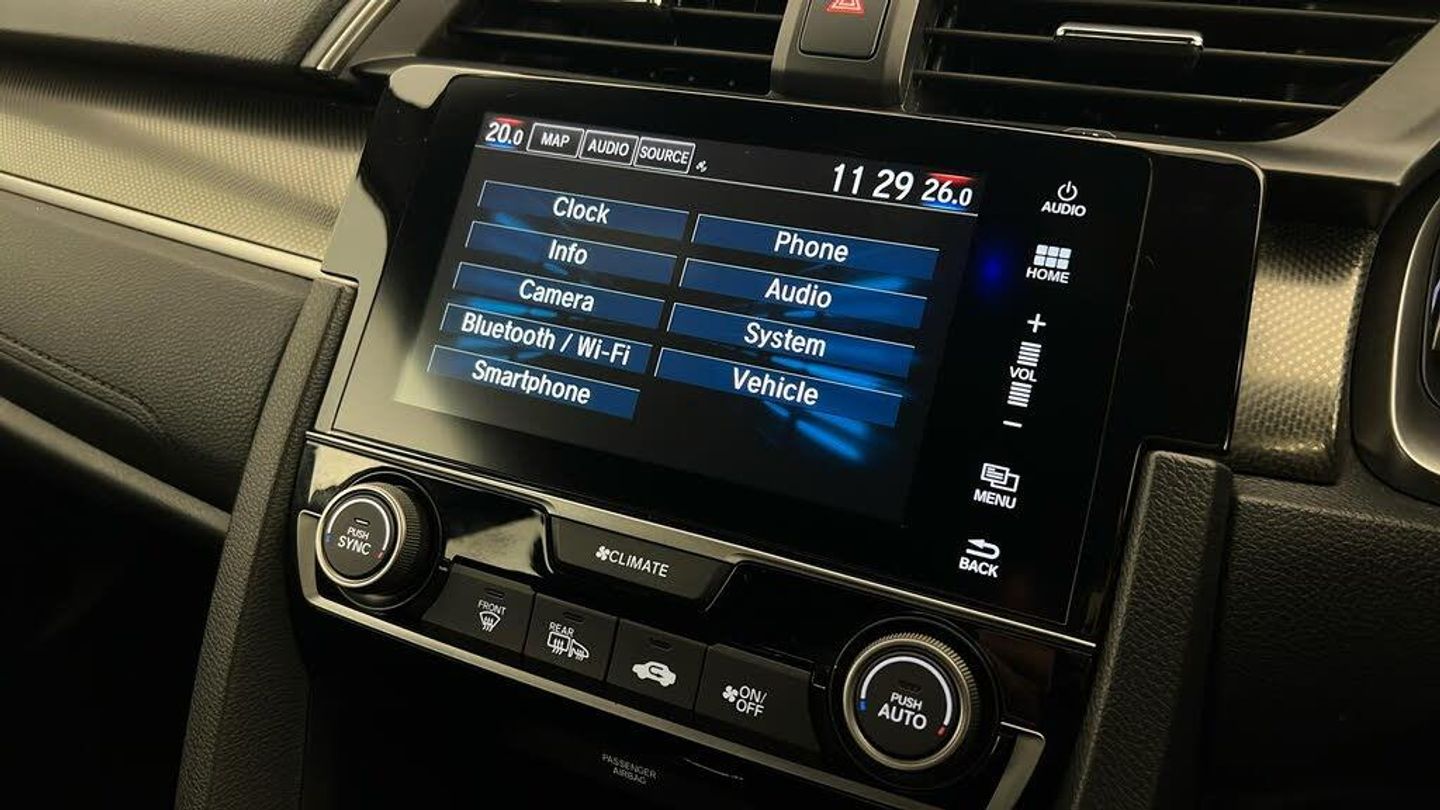 20.0 MAP AUDIO SOURCE 11 29 26.0
Clock
Phone
Info
Audio
Camera
System
Bluetooth / Wi-Fi
Vehicle
Smartphone
AUDIO
HOME
+
VOL
−
MENU
BACK
PUSH
SYNC
CLIMATE
FRONT
REAR
ON/
OFF
PUSH
AUTO
PASSENGER
AIRBAG